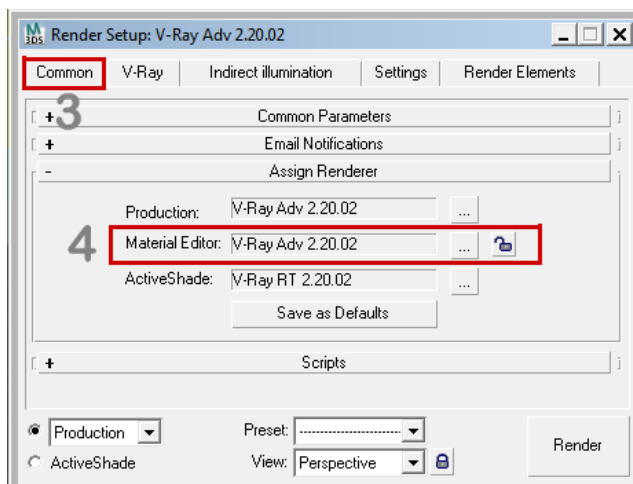 M 3DS Render Setup: V-Ray Adv 2.20.02
Common V-Ray Indirect illumination Settings Render Elements
3
+ Common Parameters
+ Email Notifications
- Assign Renderer
Production: V-Ray Adv 2.20.02 ...
4 Material Editor: V-Ray Adv 2.20.02 ...
ActiveShade: V-Ray RT 2.20.02 ...
Save as Defaults
+ Scripts
Production Preset: -------------------------
ActiveShade View: Perspective Render